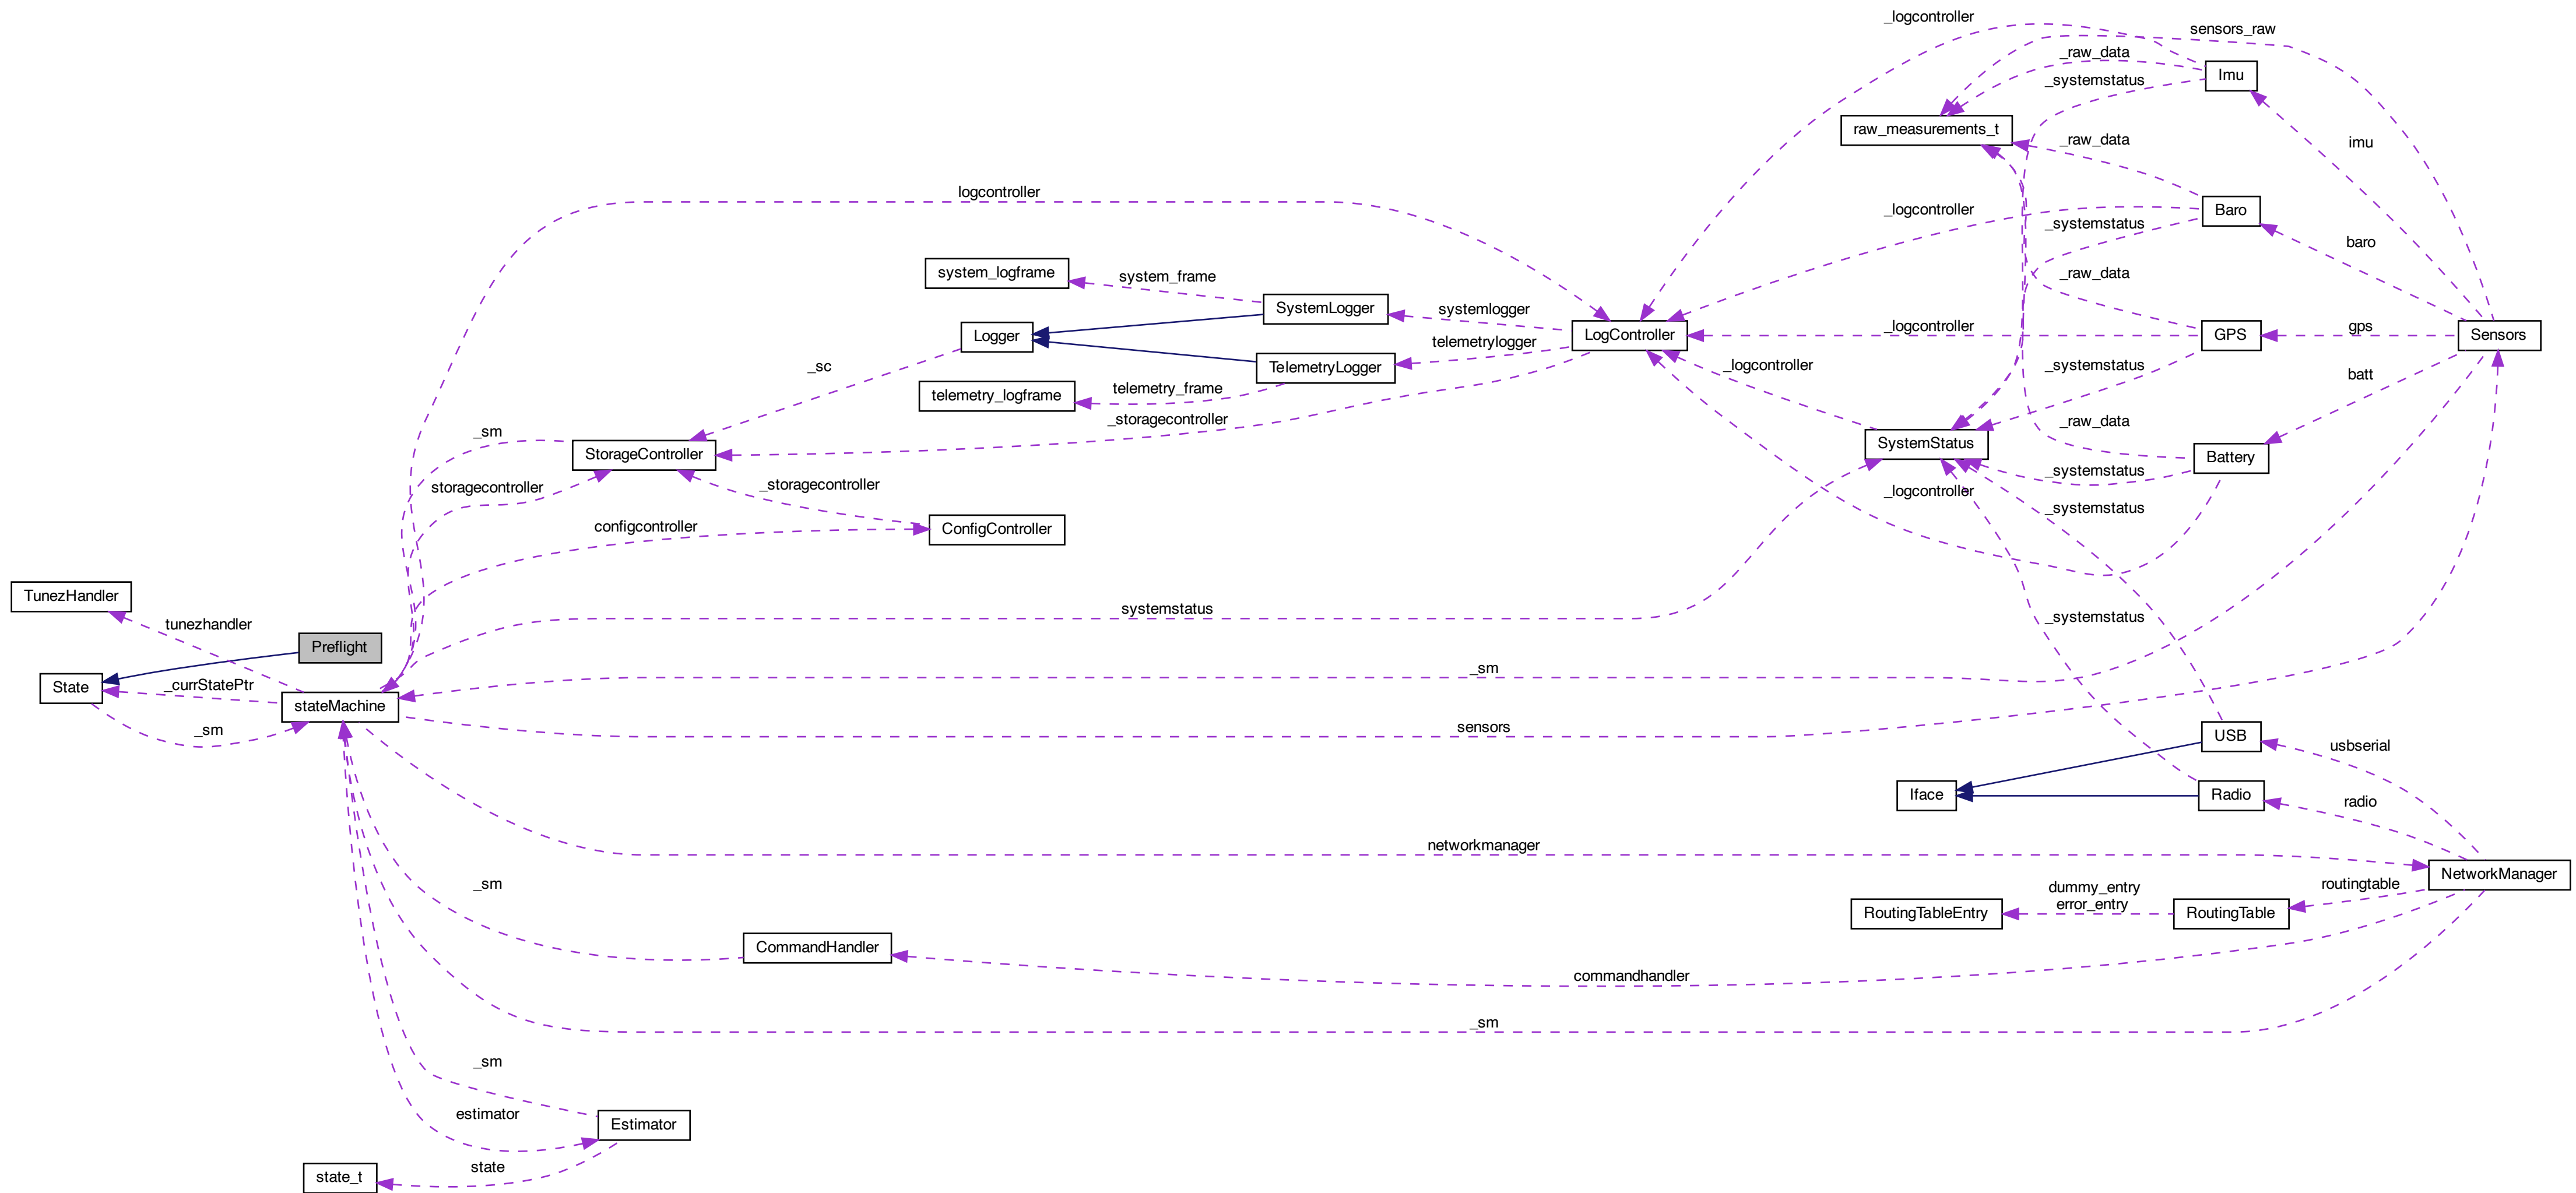 _logcontroller
sensors_raw
_raw_data
Imu
_systemstatus
raw_measurements_t
_raw_data
imu
logcontroller
_logcontroller
Baro
_systemstatus
baro
system_logframe
system_frame
_raw_data
SystemLogger
systemlogger
Logger
LogController
_logcontroller
GPS
gps
Sensors
telemetrylogger
_sc
TelemetryLogger
_logcontroller
_systemstatus
batt
telemetry_logframe
telemetry_frame
_storagecontroller
_raw_data
_sm
SystemStatus
StorageController
Battery
_systemstatus
storagecontroller
_storagecontroller
_logcontroller
_systemstatus
configcontroller
ConfigController
TunezHandler
tunezhandler
systemstatus
_systemstatus
Preflight
State
_currStatePtr
_sm
stateMachine
_sm
sensors
USB
usbserial
Iface
Radio
radio
networkmanager
NetworkManager
_sm
dummy_entry
error_entry
routingtable
RoutingTableEntry
RoutingTable
CommandHandler
commandhandler
_sm
_sm
estimator
Estimator
state
state_t